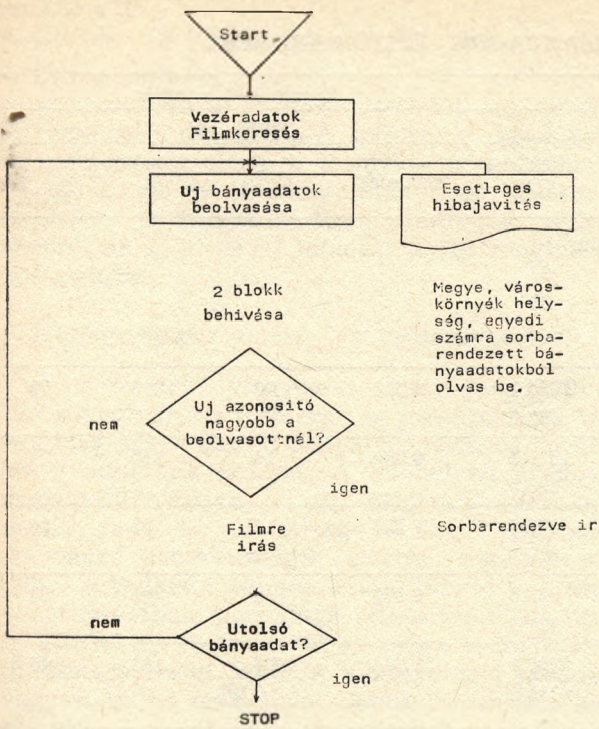 Start
Vezéradatok
Filmkeresés
Uj bányaadatok
beolvasása
Esetleges
hibajavitás
2 blokk
behivása
Megye, város-
környék hely-
ség, egyedi
számra sorba-
rendezett bá-
nyaadatokból
olvas be.
Uj azonositó
nagyobb a
beolvasottnál?
nem
igen
Filmre
irás
Sorbarendezve ir
nem
Utolsó
bányaadat?
igen
STOP